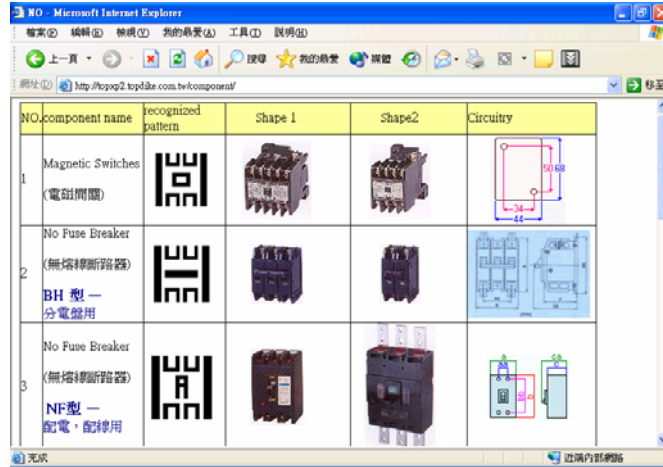 NO - Microsoft Internet Explorer
檔案(F) 編輯(E) 檢視(V) 我的最愛(A) 工具(T) 說明(H)
上一頁 搜尋 我的最愛 媒體
網址(D) http://topxp2.topdike.com.tw/component/ 移至
NO. component name recognized pattern Shape 1 Shape2 Circuitry
1 Magnetic Switches
(電磁開關)
50 68
34
44
No Fuse Breaker
2 (無熔線斷路器)
BH 型 —
分電盤用
No Fuse Breaker
3 (無熔線斷路器)
NF型 —
配電，配線用
完成 近端內部網路